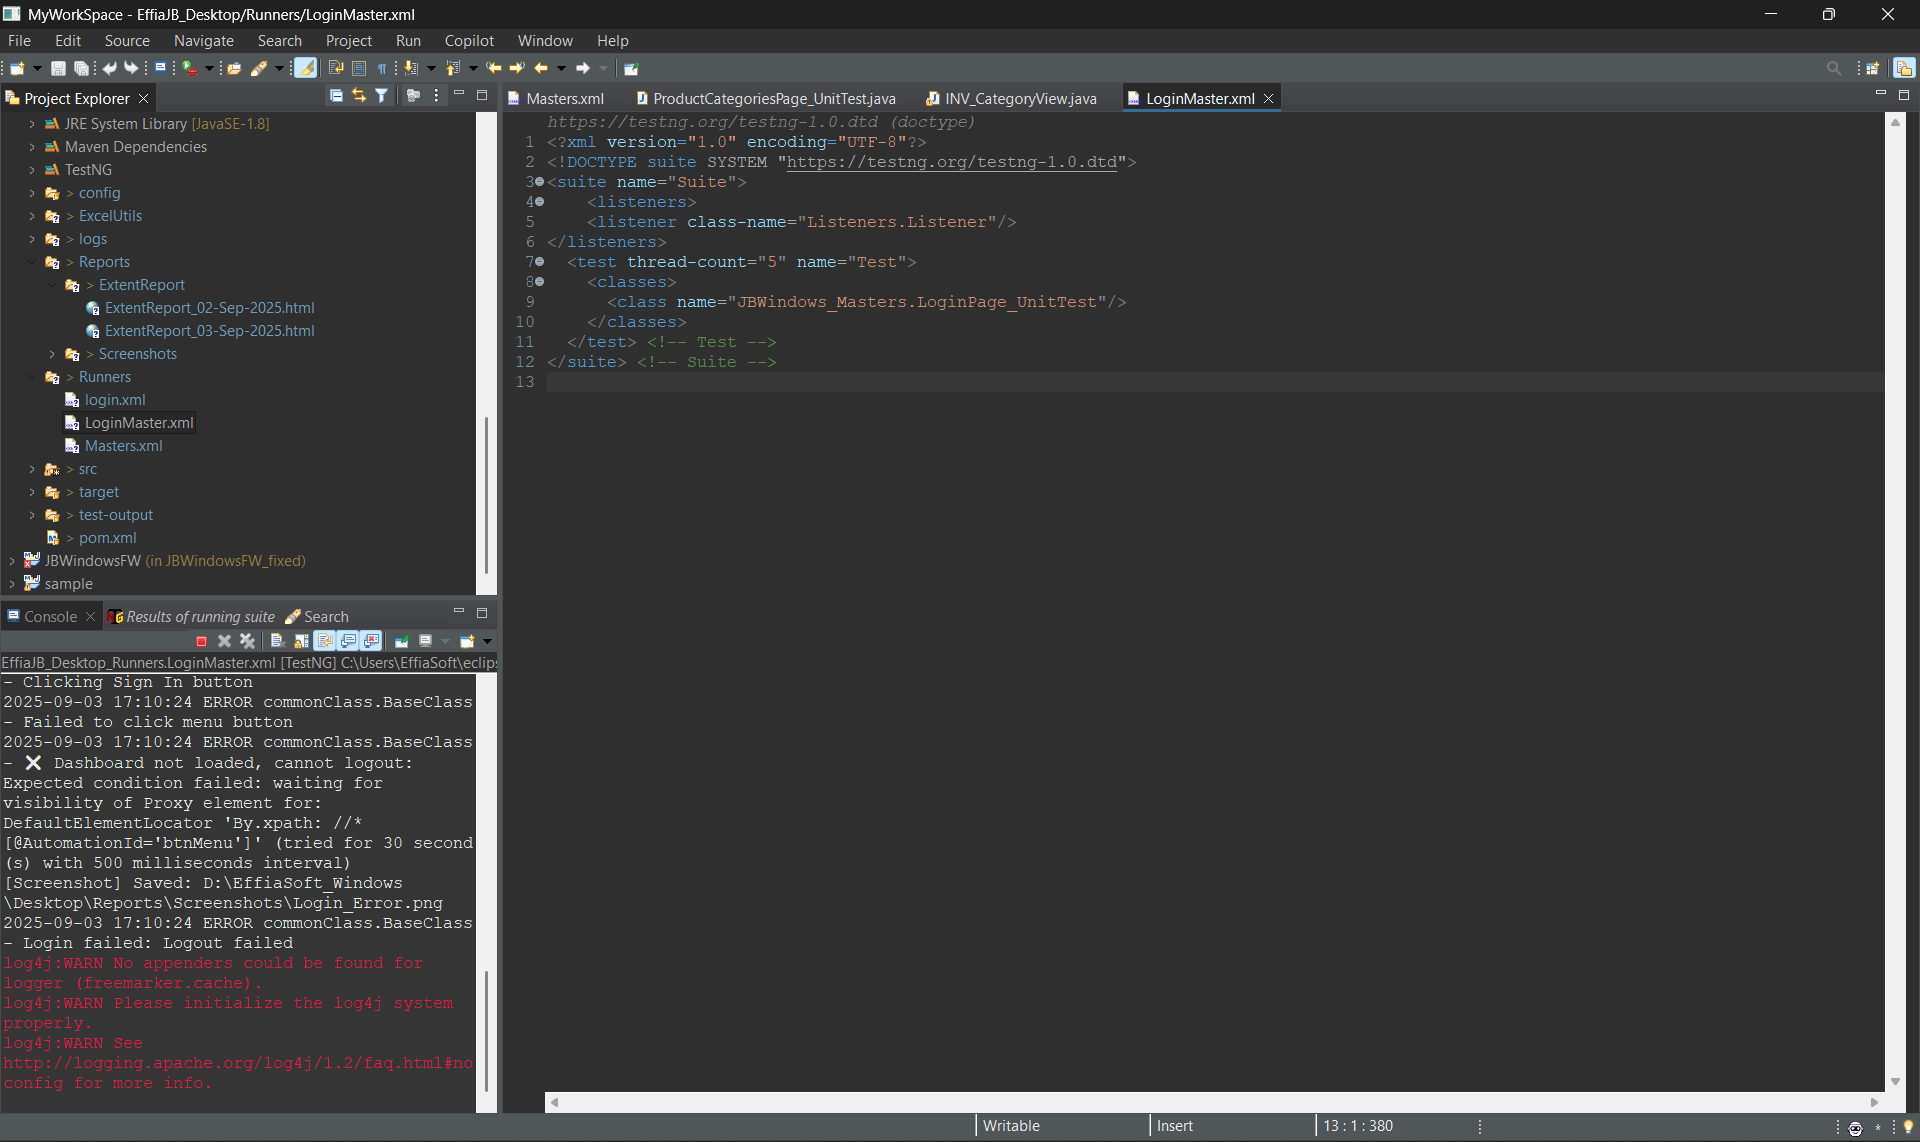 MyWorkSpace - EffiaJB_Desktop/Runners/LoginMaster.xml
File Edit Source Navigate Search Project Run Copilot Window Help
Project Explorer
JRE System Library [JavaSE-1.8]
Maven Dependencies
TestNG
> config
> ExcelUtils
> logs
> Reports
> ExtentReport
ExtentReport_02-Sep-2025.html
ExtentReport_03-Sep-2025.html
> Screenshots
> Runners
login.xml
LoginMaster.xml
Masters.xml
> src
> target
> test-output
> pom.xml
JBWindowsFW (in JBWindowsFW_fixed)
sample
Masters.xml ProductCategoriesPage_UnitTest.java INV_CategoryView.java LoginMaster.xml
https://testng.org/testng-1.0.dtd (doctype)
1 <?xml version="1.0" encoding="UTF-8"?>
2 <!DOCTYPE suite SYSTEM "https://testng.org/testng-1.0.dtd">
3 <suite name="Suite">
4 <listeners>
5 <listener class-name="Listeners.Listener"/>
6 </listeners>
7 <test thread-count="5" name="Test">
8 <classes>
9 <class name="JBWindows_Masters.LoginPage_UnitTest"/>
10 </classes>
11 </test> <!-- Test -->
12 </suite> <!-- Suite -->
13
Console Results of running suite Search
EffiaJB_Desktop_Runners.LoginMaster.xml [TestNG] C:\Users\EffiaSoft\eclips
- Clicking Sign In button
2025-09-03 17:10:24 ERROR commonClass.BaseClass
- Failed to click menu button
2025-09-03 17:10:24 ERROR commonClass.BaseClass
- ❌ Dashboard not loaded, cannot logout:
Expected condition failed: waiting for
visibility of Proxy element for:
DefaultElementLocator 'By.xpath: //*
[@AutomationId='btnMenu']' (tried for 30 second
(s) with 500 milliseconds interval)
[Screenshot] Saved: D:\EffiaSoft_Windows
\Desktop\Reports\Screenshots\Login_Error.png
2025-09-03 17:10:24 ERROR commonClass.BaseClass
- Login failed: Logout failed
log4j:WARN No appenders could be found for
logger (freemarker.cache).
log4j:WARN Please initialize the log4j system
properly.
log4j:WARN See
http://logging.apache.org/log4j/1.2/faq.html#no
config for more info.
Writable Insert 13 : 1 : 380